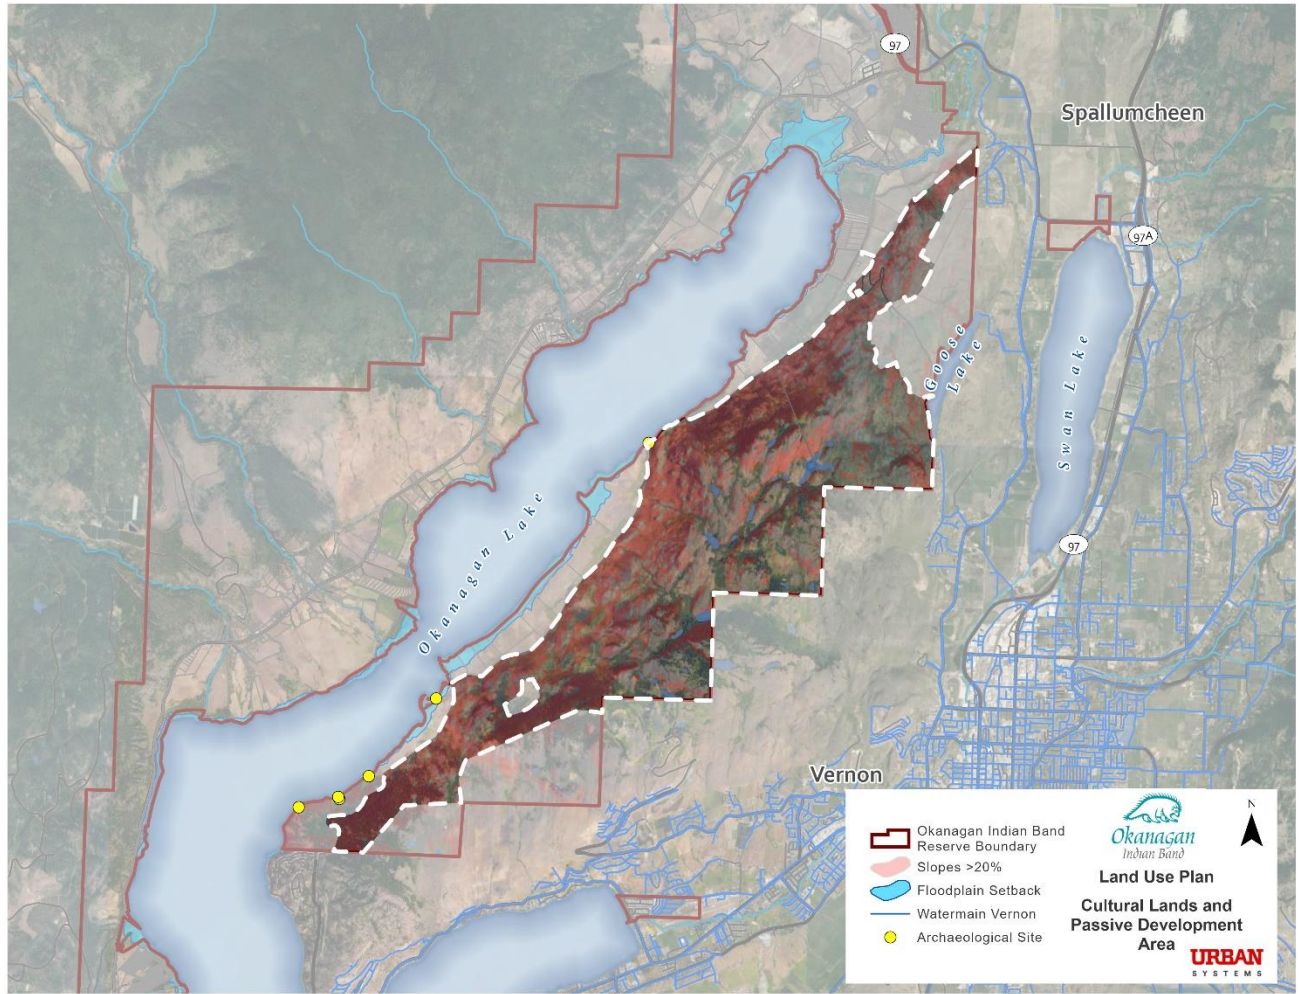 97
Spallumcheen
97A
Goose
Lake
Swan Lake
Okanagan Lake
97
Vernon
Okanagan Indian Band
Reserve Boundary
Slopes >20%
Floodplain Setback
Watermain Vernon
Archaeological Site
Okanagan
Indian Band
N
Land Use Plan
Cultural Lands and
Passive Development
Area
URBAN
SYSTEMS